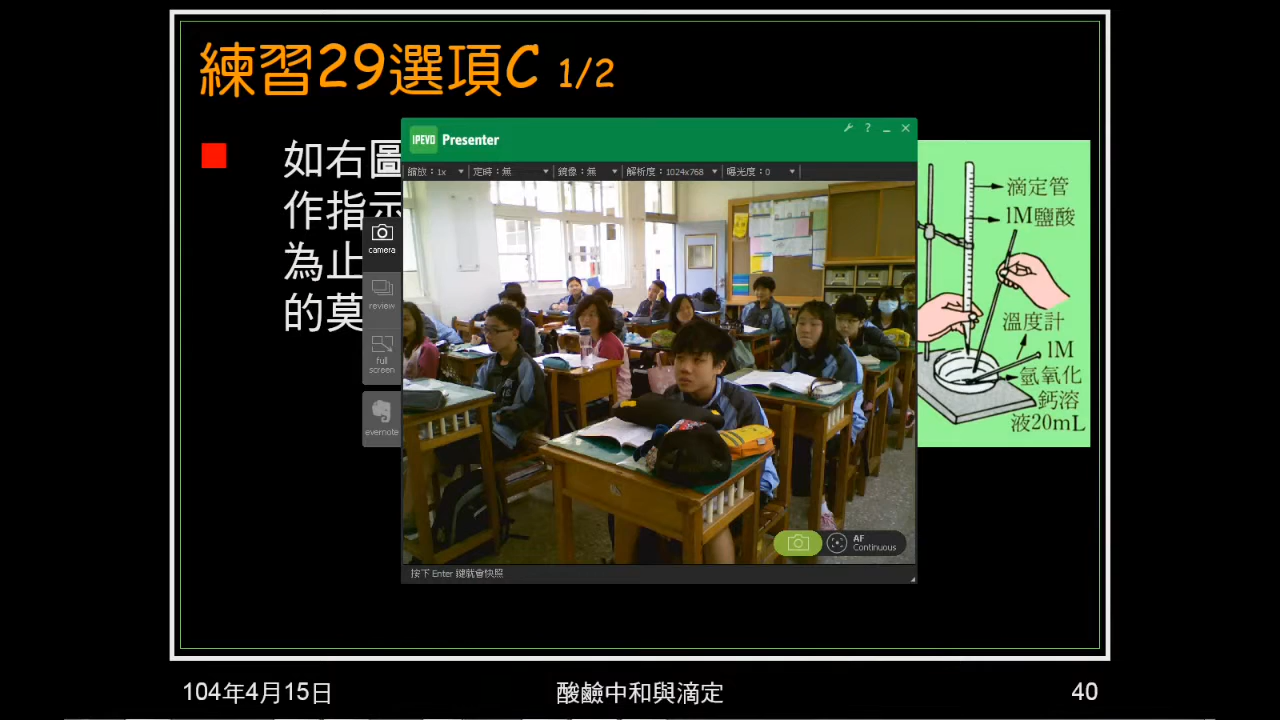 練習29選項C 1/2
如右圖
作指示
為止
的莫
IPEVO Presenter
縮放：1x 定時：無 鏡像：無 解析度：1024x768 曝光度：0
camera
review
full
screen
evernote
AF
Continuous
按下 Enter 鍵就會快照
滴定管
1M鹽酸
溫度計
1M
氫氧化
鈣溶
液20mL
104年4月15日 酸鹼中和與滴定 40